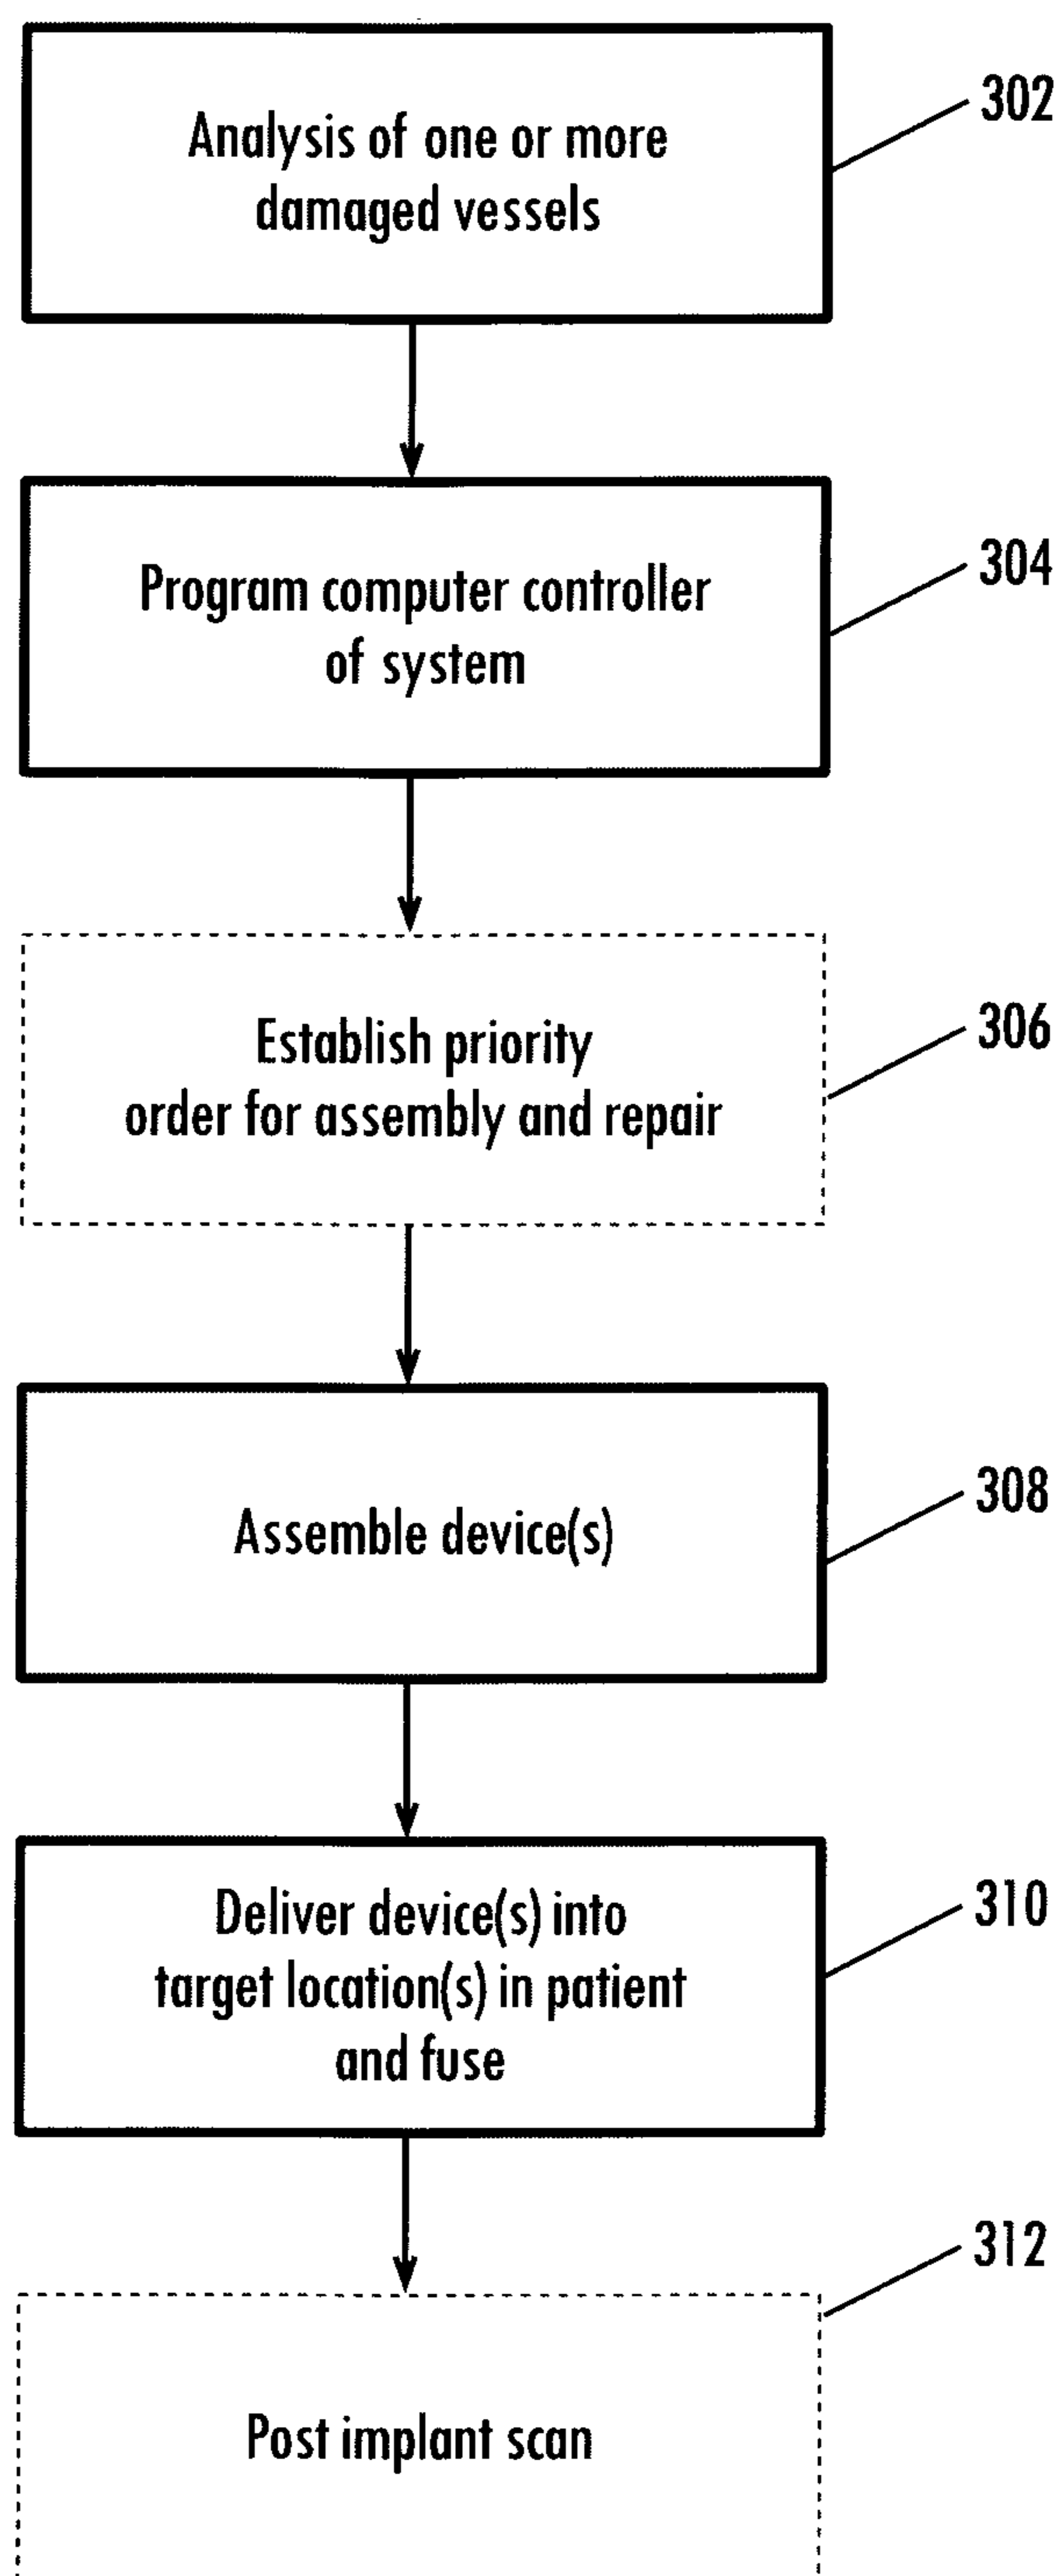 Analysis of one or more
damaged vessels
302
Program computer controller
of system
304
Establish priority
order for assembly and repair
306
Assemble device(s)
308
Deliver device(s) into
target location(s) in patient
and fuse
310
312
Post implant scan